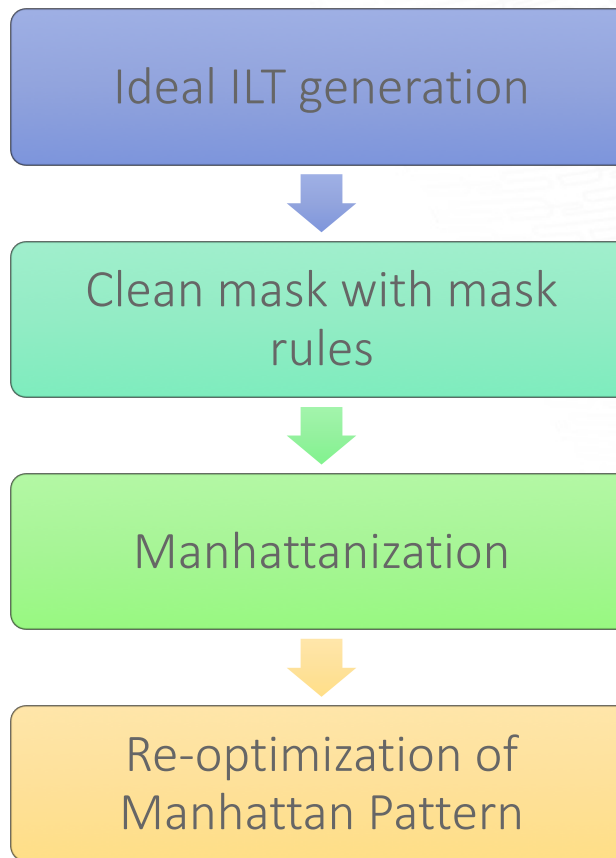 Ideal ILT generation
Clean mask with mask
rules
Manhattanization
Re-optimization of
Manhattan Pattern